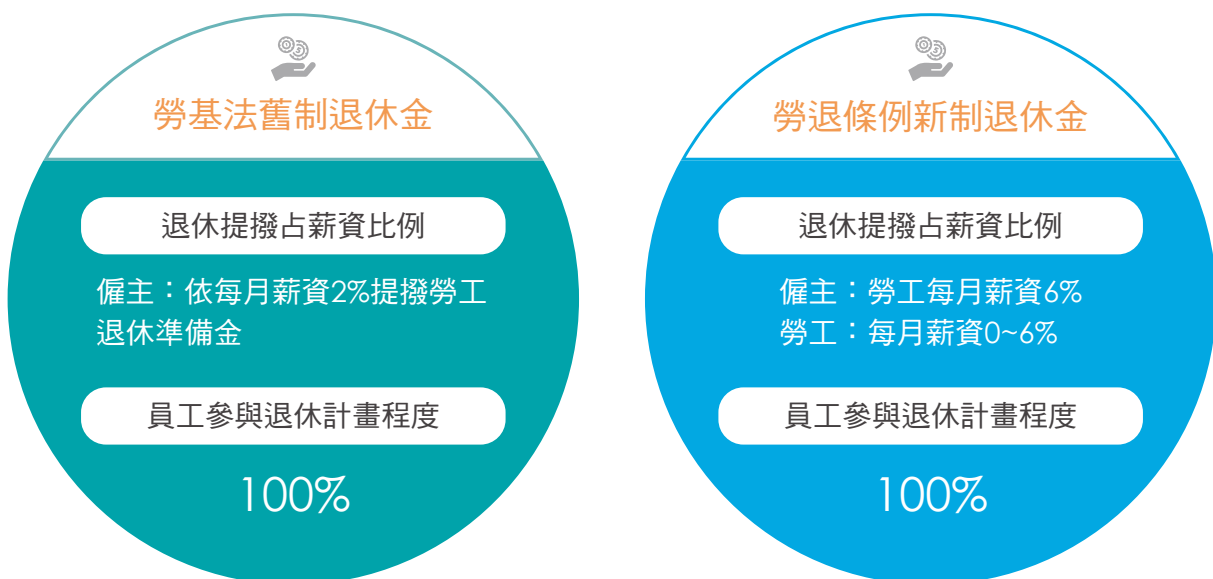 勞基法舊制退休金
退休提撥占薪資比例
僱主：依每月薪資2%提撥勞工
退休準備金
員工參與退休計畫程度
100%
勞退條例新制退休金
退休提撥占薪資比例
僱主：勞工每月薪資6%
勞工：每月薪資0~6%
員工參與退休計畫程度
100%